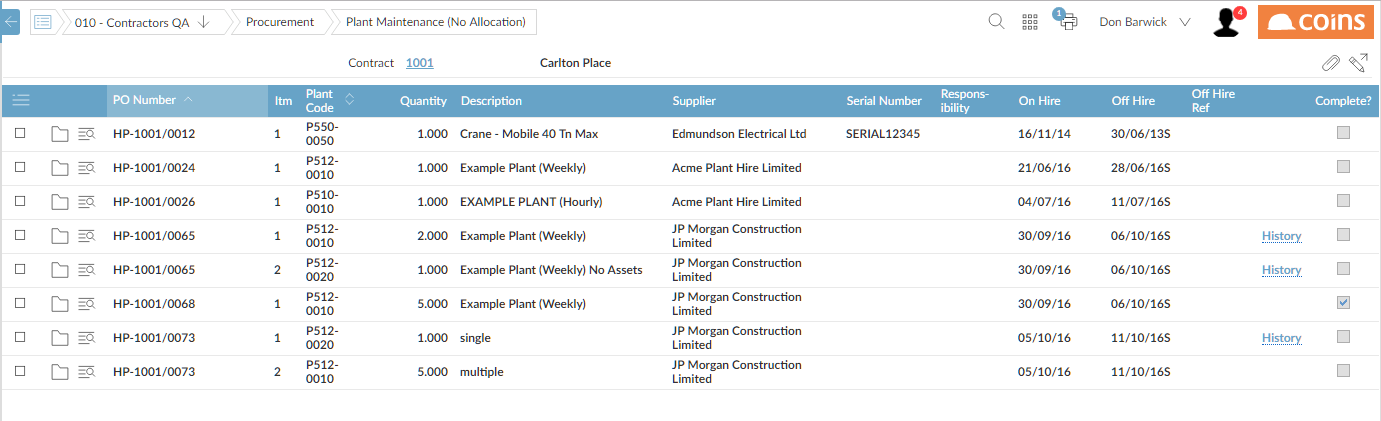 010 - Contractors QA Procurement Plant Maintenance (No Allocation) 1 Don Barwick 4 coins
Contract 1001 Carlton Place
PO Number Itm Plant Code Quantity Description Supplier Serial Number Respons-ibility On Hire Off Hire Off Hire Ref Complete?
HP-1001/0012 1 P550-0050 1.000 Crane - Mobile 40 Tn Max Edmundson Electrical Ltd SERIAL12345 16/11/14 30/06/13S
HP-1001/0024 1 P512-0010 1.000 Example Plant (Weekly) Acme Plant Hire Limited 21/06/16 28/06/16S
HP-1001/0026 1 P510-0010 1.000 EXAMPLE PLANT (Hourly) Acme Plant Hire Limited 04/07/16 11/07/16S
HP-1001/0065 1 P512-0010 2.000 Example Plant (Weekly) JP Morgan Construction Limited 30/09/16 06/10/16S History
HP-1001/0065 2 P512-0020 1.000 Example Plant (Weekly) No Assets JP Morgan Construction Limited 30/09/16 06/10/16S History
HP-1001/0068 1 P512-0010 5.000 Example Plant (Weekly) JP Morgan Construction Limited 30/09/16 06/10/16S
HP-1001/0073 1 P512-0020 1.000 single JP Morgan Construction Limited 05/10/16 11/10/16S History
HP-1001/0073 2 P512-0010 5.000 multiple JP Morgan Construction Limited 05/10/16 11/10/16S